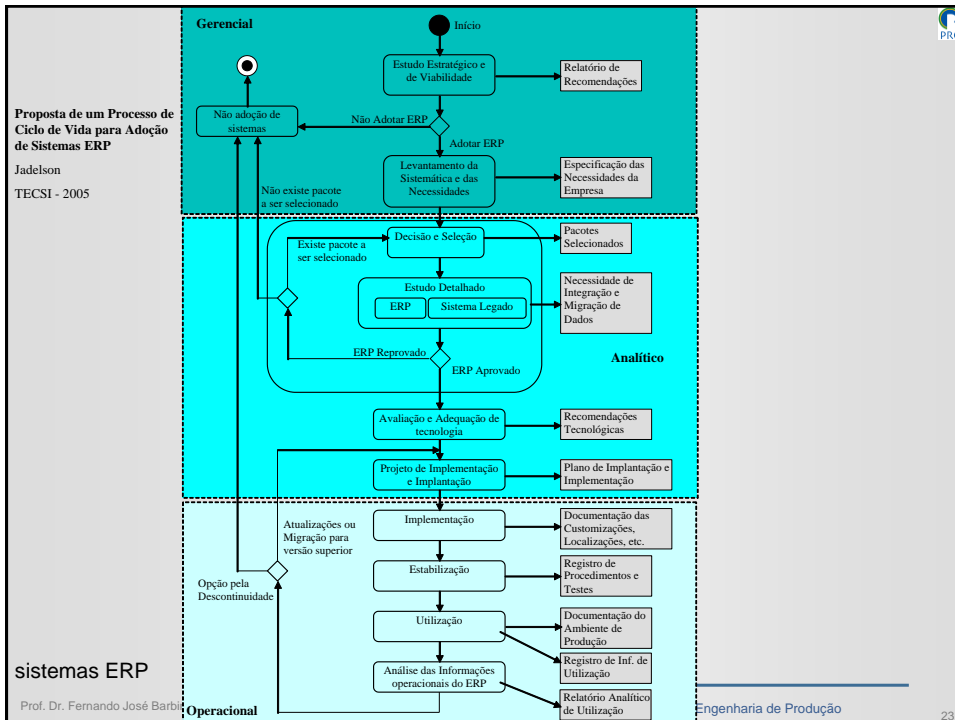 Gerencial
Início
Estudo Estratégico e
de Viabilidade
Relatório de
Recomendações
Proposta de um Processo de
Ciclo de Vida para Adoção
de Sistemas ERP
Jadelson
TECSI - 2005
Não adoção de
sistemas
Não Adotar ERP
Adotar ERP
Levantamento da
Sistemática e das
Necessidades
Especificação das
Necessidades da
Empresa
Não existe pacote
a ser selecionado
Existe pacote a
ser selecionado
Decisão e Seleção
Pacotes
Selecionados
Estudo Detalhado
ERP
Sistema Legado
Necessidade de
Integração e
Migração de
Dados
ERP Reprovado
ERP Aprovado
Analítico
Avaliação e Adequação de
tecnologia
Recomendações
Tecnológicas
Projeto de Implementação
e Implantação
Plano de Implantação e
Implementação
Implementação
Documentação das
Customizações,
Localizações, etc.
Atualizações ou
Migração para
versão superior
Estabilização
Registro de
Procedimentos e
Testes
Opção pela
Descontinuidade
Utilização
Documentação do
Ambiente de
Produção
Registro de Inf. de
Utilização
Análise das Informações
operacionais do ERP
Relatório Analítico
de Utilização
Operacional
sistemas ERP
Prof. Dr. Fernando José
Engenharia de Produção
23